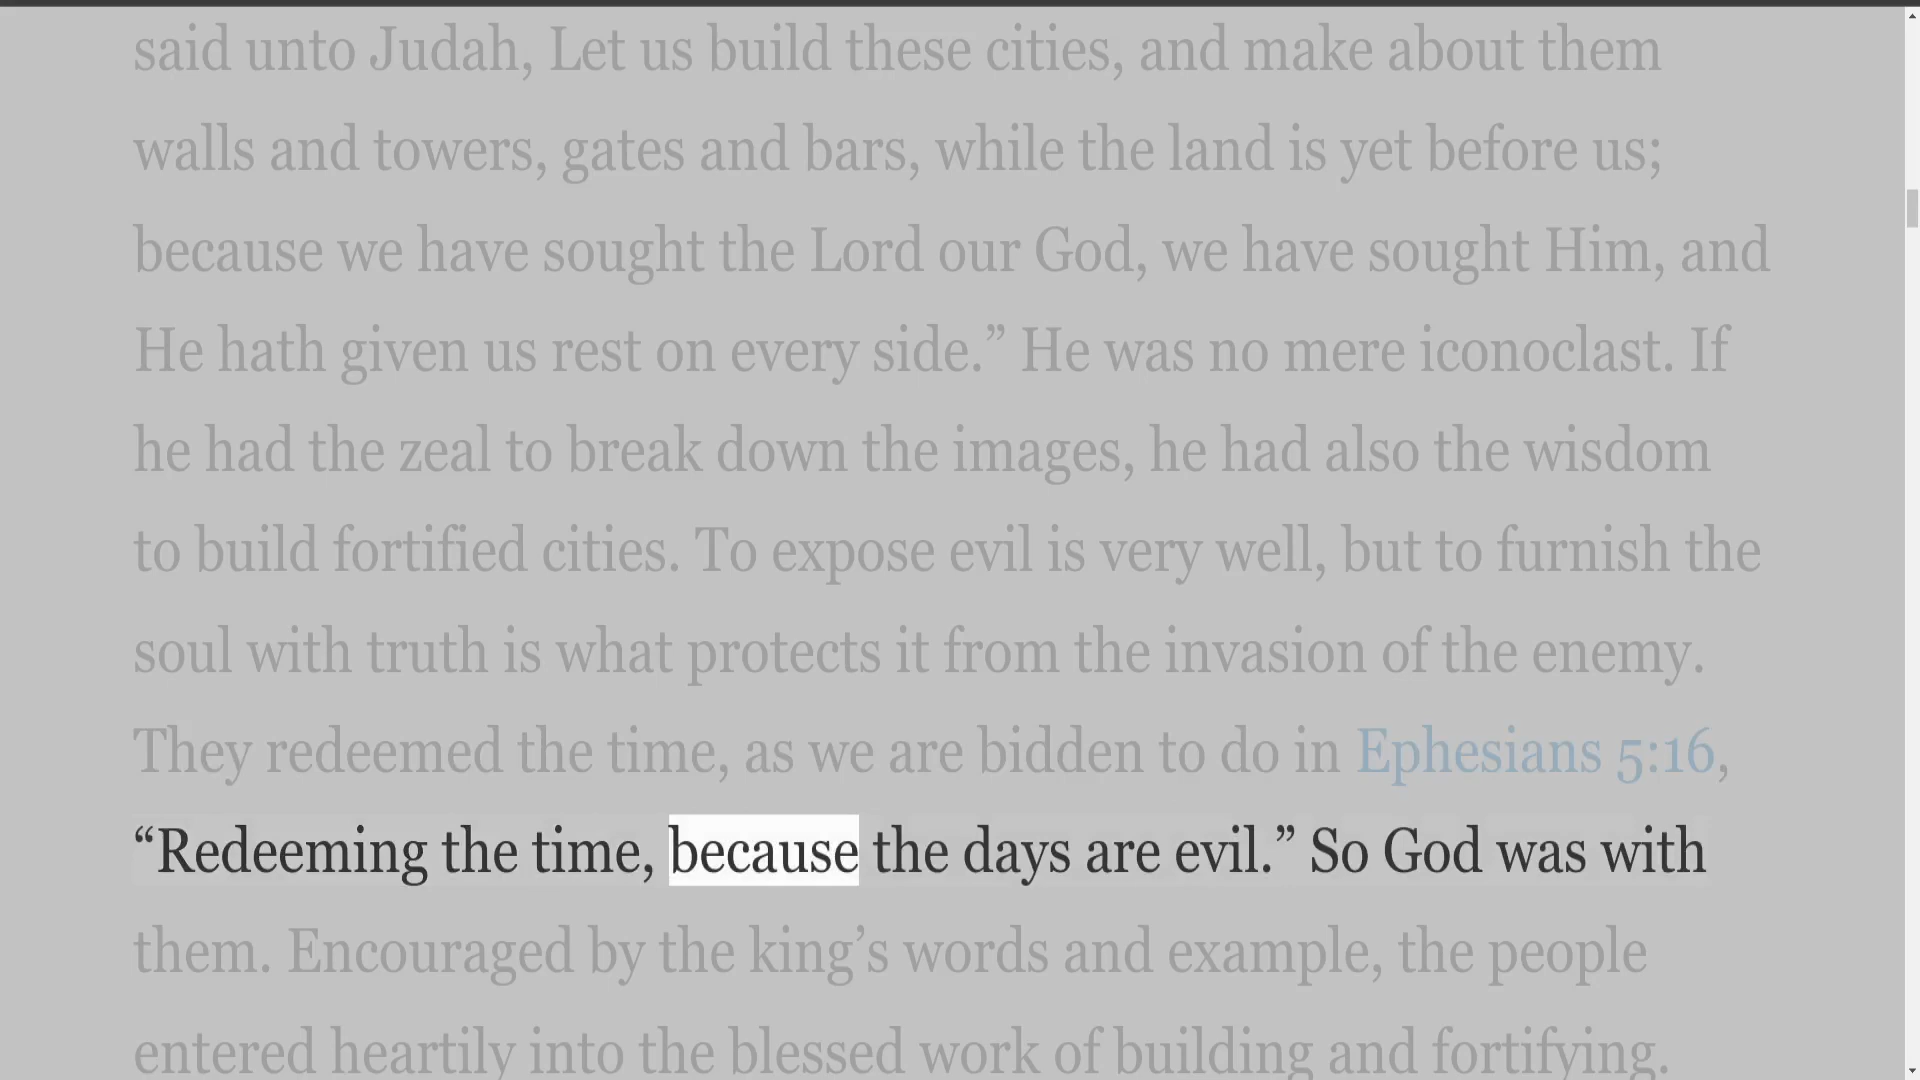 said unto Judah, Let us build these cities, and make about them
walls and towers, gates and bars, while the land is yet before us;
because we have sought the Lord our God, we have sought Him, and
He hath given us rest on every side.” He was no mere iconoclast. If
he had the zeal to break down the images, he had also the wisdom
to build fortified cities. To expose evil is very well, but to furnish the
soul with truth is what protects it from the invasion of the enemy.
They redeemed the time, as we are bidden to do in Ephesians 5:16,
“Redeeming the time, because the days are evil.” So God was with
them. Encouraged by the king’s words and example, the people
entered heartily into the blessed work of building and fortifying.